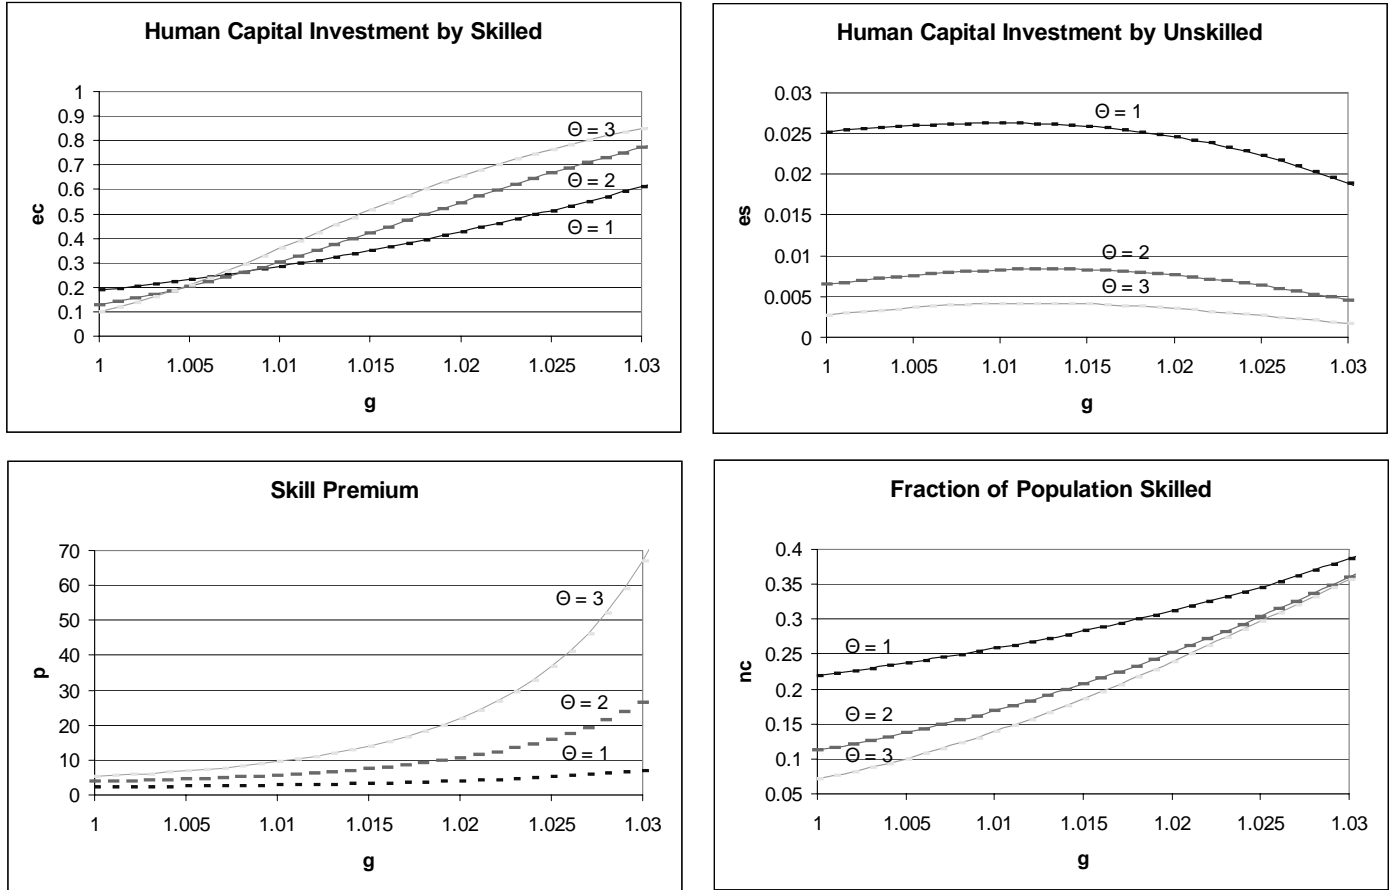 Human Capital Investment by Skilled
1
0.9
0.8
0.7
0.6
0.5
0.4
0.3
0.2
0.1
0
ec
Θ = 3
Θ = 2
Θ = 1
1 1.005 1.01 1.015 1.02 1.025 1.03
g
Human Capital Investment by Unskilled
0.03
0.025
0.02
0.015
0.01
0.005
0
es
Θ = 1
Θ = 2
Θ = 3
1 1.005 1.01 1.015 1.02 1.025 1.03
g
Skill Premium
70
60
50
40
30
20
10
0
p
Θ = 3
Θ = 2
Θ = 1
1 1.005 1.01 1.015 1.02 1.025 1.03
g
Fraction of Population Skilled
0.4
0.35
0.3
0.25
0.2
0.15
0.1
0.05
nc
Θ = 1
Θ = 2
Θ = 3
1 1.005 1.01 1.015 1.02 1.025 1.03
g